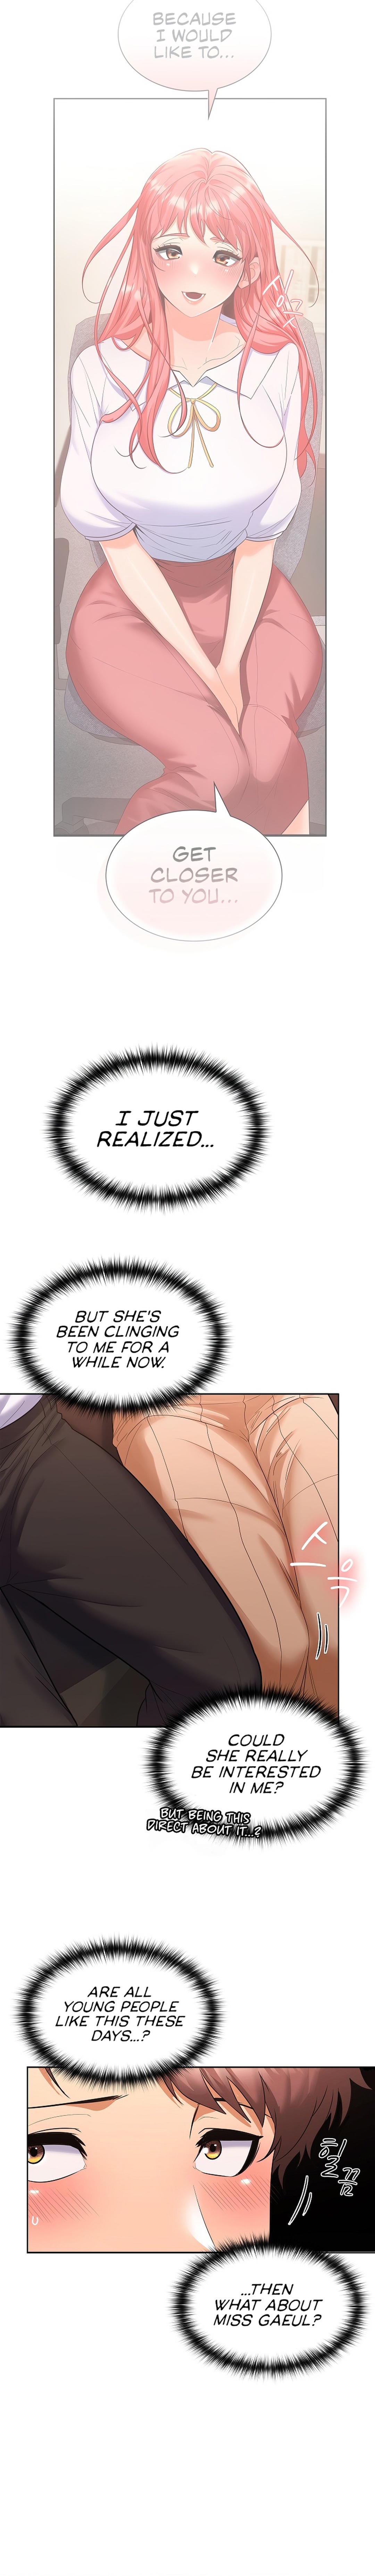 BECAUSE
I WOULD
LIKE TO...
GET
CLOSER
TO YOU...
I JUST
REALIZED...
BUT SHE'S
BEEN CLINGING
TO ME FOR A
WHILE NOW.
스
윽
COULD
SHE REALLY
BE INTERESTED
IN ME?
BUT BEING THIS
DIRECT ABOUT IT...?
ARE ALL
YOUNG PEOPLE
LIKE THIS THESE
DAYS...?
힐
끔
...THEN
WHAT ABOUT
MISS GAEUL?